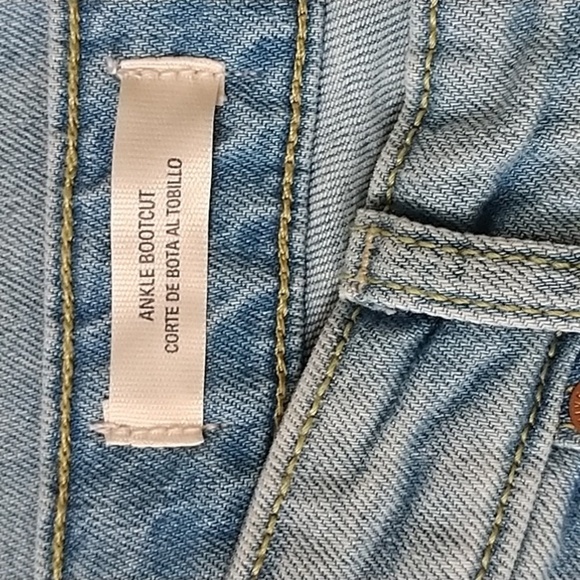 ANKLE BOOTCUT
CORTE DE BOTA AL TOBILLO